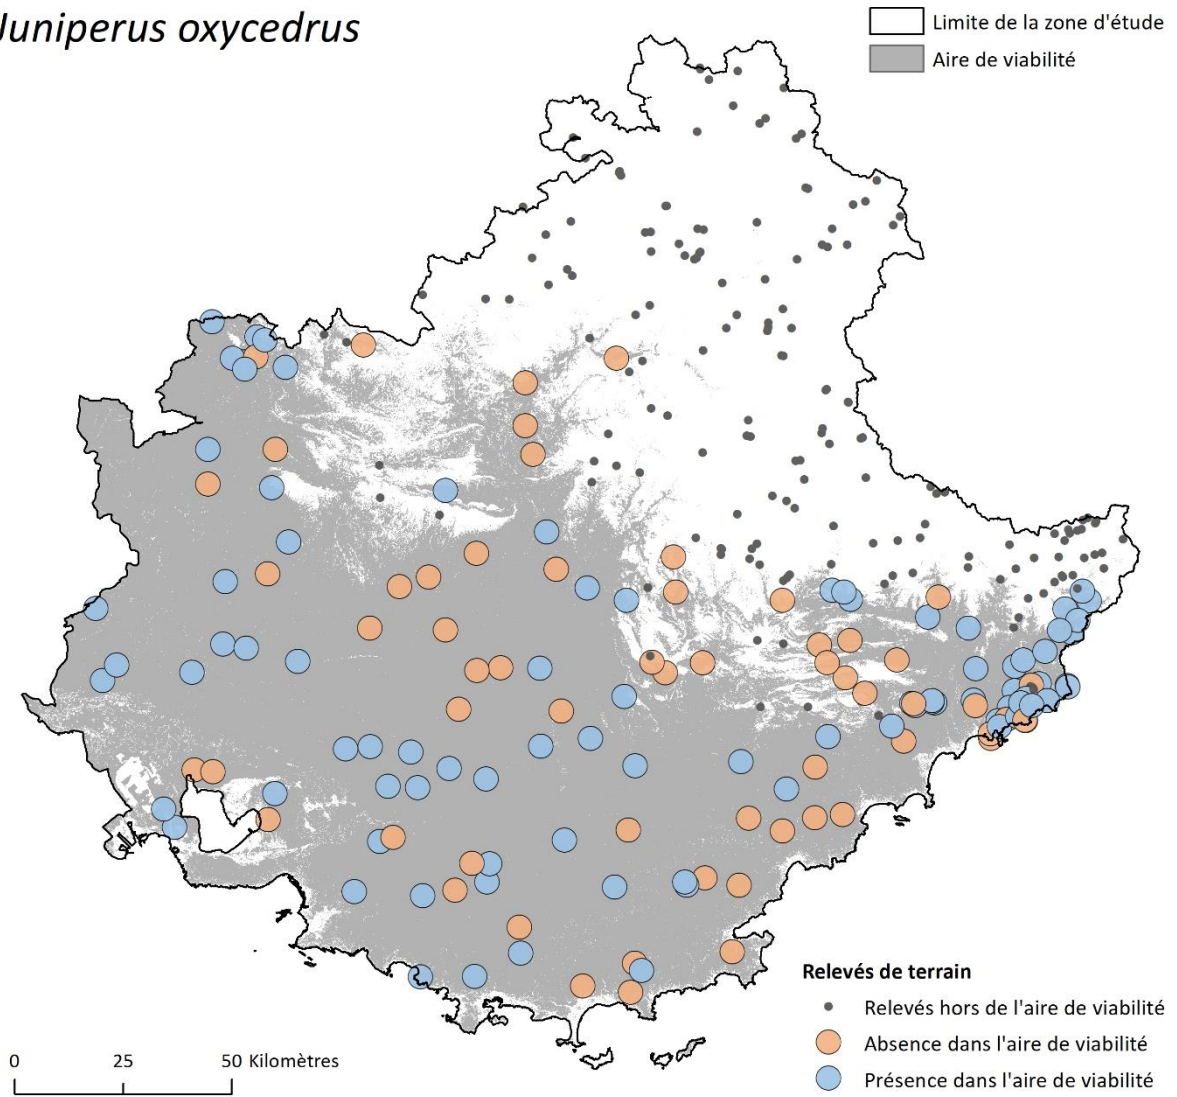 Juniperus oxycedrus
Limite de la zone d'étude
Aire de viabilité
Relevés de terrain
Relevés hors de l'aire de viabilité
Absence dans l'aire de viabilité
Présence dans l'aire de viabilité
0 25 50 Kilomètres